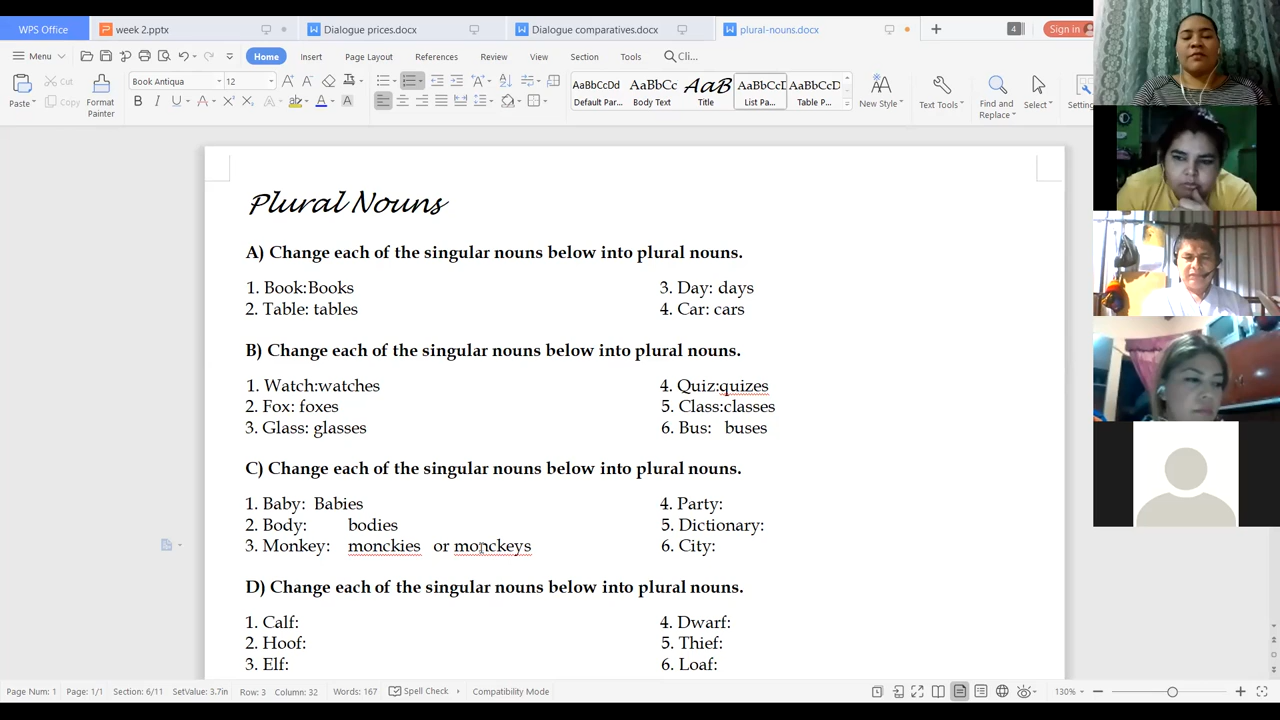 WPS Office week 2.pptx Dialogue prices.docx Dialogue comparatives.docx plural-nouns.docx + 4 Sign in
Menu Home Insert Page Layout References Review View Section Tools Cli...
Paste Cut Copy Format Painter Book Antiqua 12 AaBbCcDd Default Par... AaBbCc Body Text AaB Title AaBbCcI List Pa... AaBbCcD Table P... New Style Text Tools Find and Replace Select Setting
Plural Nouns
A) Change each of the singular nouns below into plural nouns.
1. Book:Books 3. Day: days
2. Table: tables 4. Car: cars
B) Change each of the singular nouns below into plural nouns.
1. Watch:watches 4. Quiz:quizes
2. Fox: foxes 5. Class:classes
3. Glass: glasses 6. Bus: buses
C) Change each of the singular nouns below into plural nouns.
1. Baby: Babies 4. Party:
2. Body: bodies 5. Dictionary:
3. Monkey: monckies or monckeys 6. City:
D) Change each of the singular nouns below into plural nouns.
1. Calf: 4. Dwarf:
2. Hoof: 5. Thief:
3. Elf: 6. Loaf:
Page Num: 1 Page: 1/1 Section: 6/11 SetValue: 3.7in Row: 3 Column: 32 Words: 167 Spell Check Compatibility Mode 130%